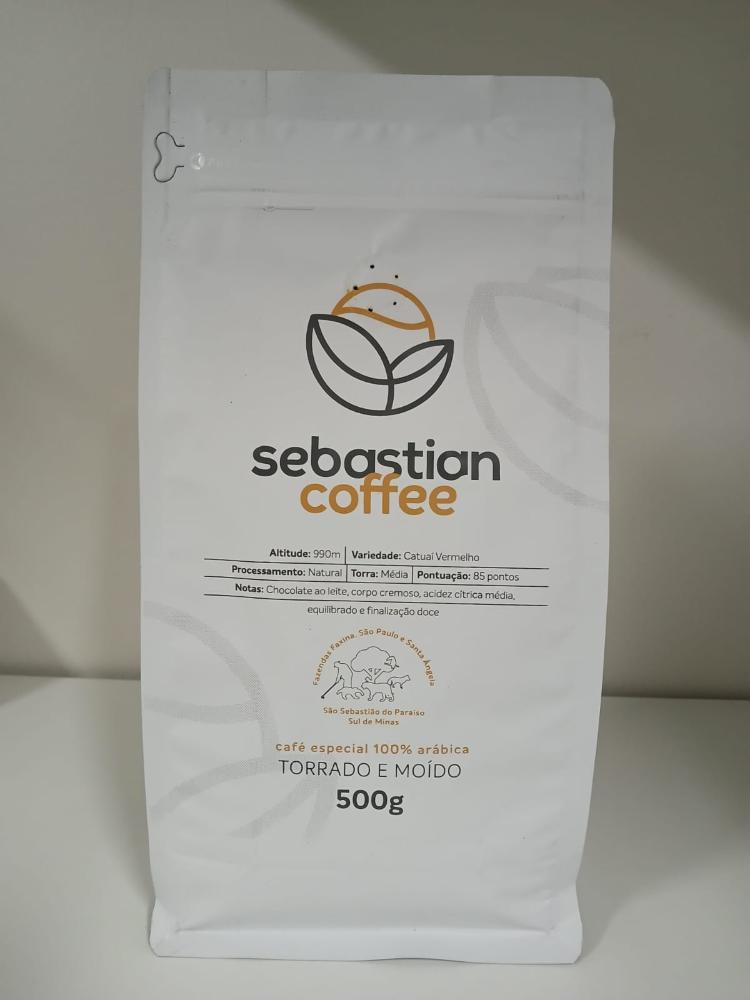 sebastian
coffee
Altitude: 990m | Variedade: Catuaí Vermelho
Processamento: Natural | Torra: Média | Pontuação: 85 pontos
Notas: Chocolate ao leite, corpo cremoso, acidez cítrica média,
equilibrado e finalização doce
Fazendas Faxina, São Paulo e Santa Ângela
São Sebastião do Paraíso
Sul de Minas
café especial 100% arábica
TORRADO E MOÍDO
500g